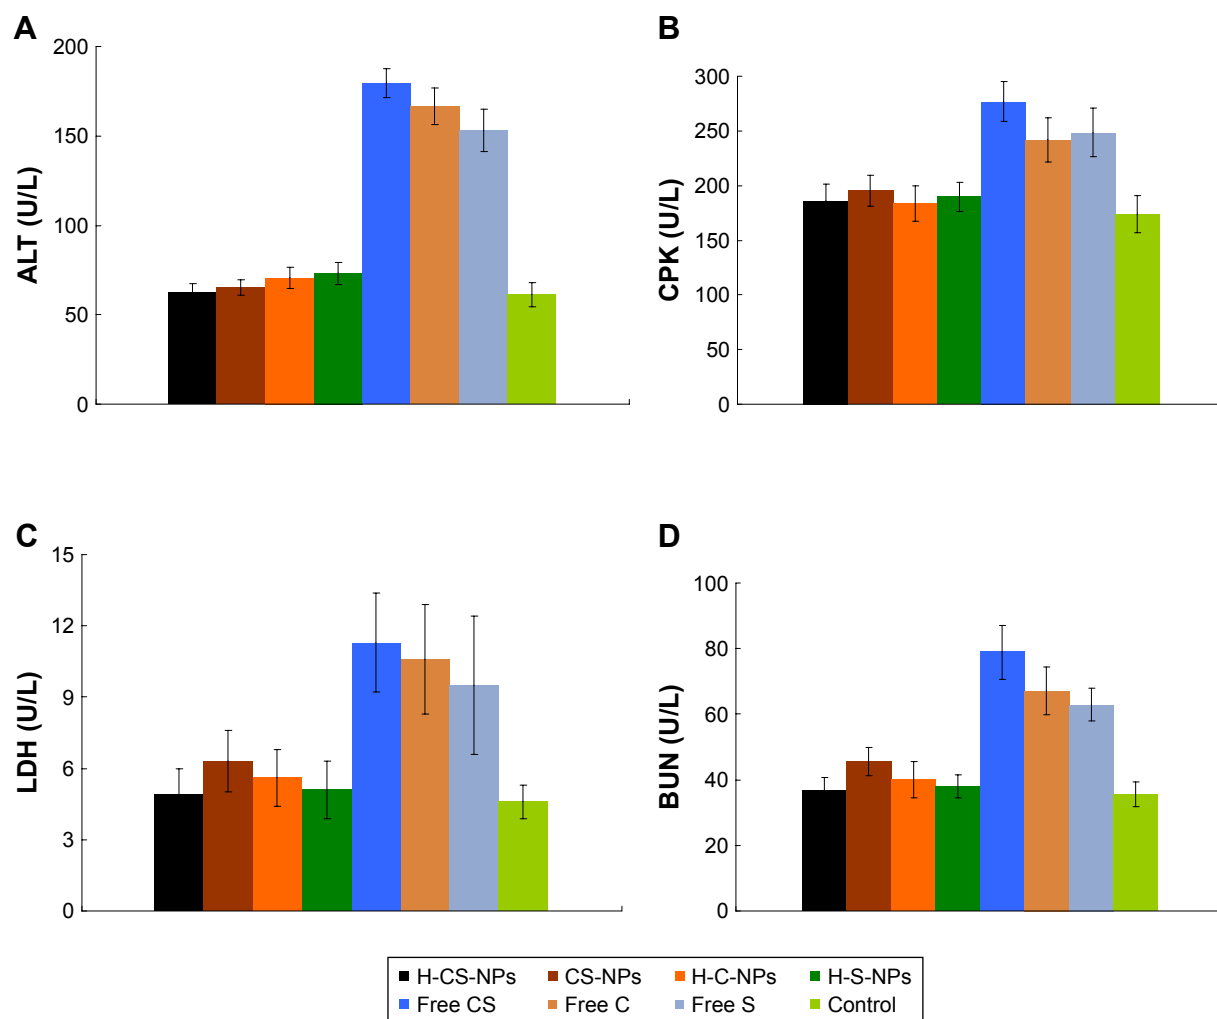 A
ALT (U/L)
200
150
100
50
0
B
CPK (U/L)
300
250
200
150
100
50
0
C
LDH (U/L)
15
12
9
6
3
0
D
BUN (U/L)
100
80
60
40
20
0
H-CS-NPs CS-NPs H-C-NPs H-S-NPs
Free CS Free C Free S Control